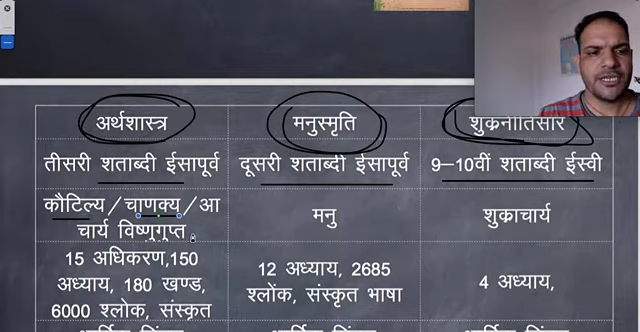 अर्थशास्त्र मनुस्मृति शुक्रनीतिसार
तीसरी शताब्दी ईसापूर्व दूसरी शताब्दी ईसापूर्व 9–10वीं शताब्दी ईस्वी
कौटिल्य/चाणक्य/आ
चार्य विष्णुगुप्त
मनु
शुक्राचार्य
15 अधिकरण,150
अध्याय, 180 खण्ड,
6000 श्लोक, संस्कृत
12 अध्याय, 2685
श्लोंक, संस्कृत भाषा
4 अध्याय,